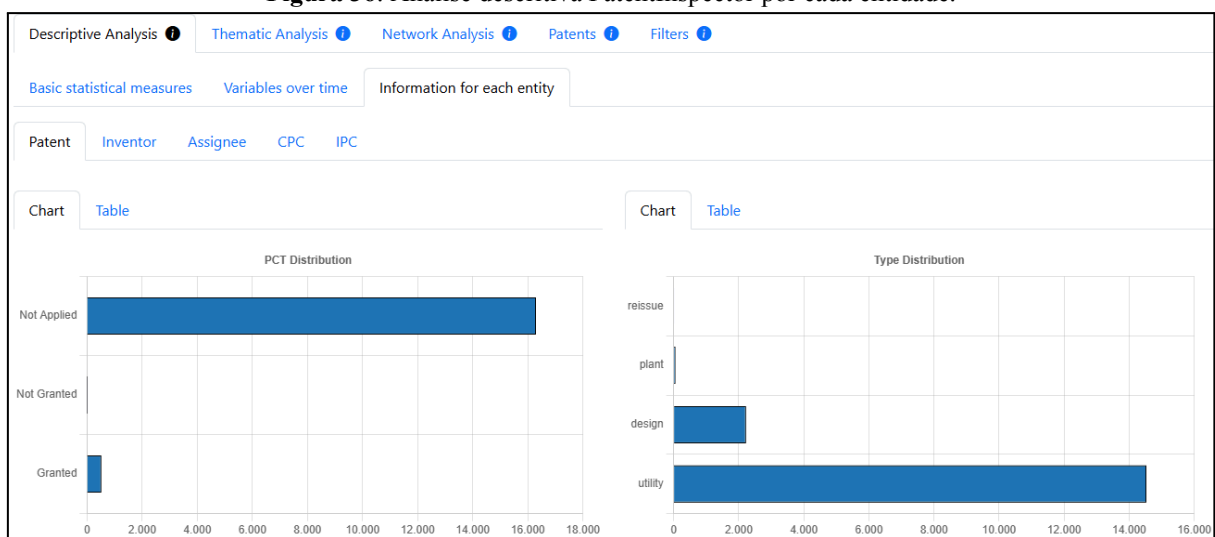 Figura 36. Análise descritiva PatentInspector por cada entidade.
Descriptive Analysis i Thematic Analysis i Network Analysis i Patents i Filters i
Basic statistical measures Variables over time Information for each entity
Patent Inventor Assignee CPC IPC
Chart Table
PCT Distribution
Not Applied
Not Granted
Granted
0 2.000 4.000 6.000 8.000 10.000 12.000 14.000 16.000 18.000
Chart Table
Type Distribution
reissue
plant
design
utility
0 2.000 4.000 6.000 8.000 10.000 12.000 14.000 16.000